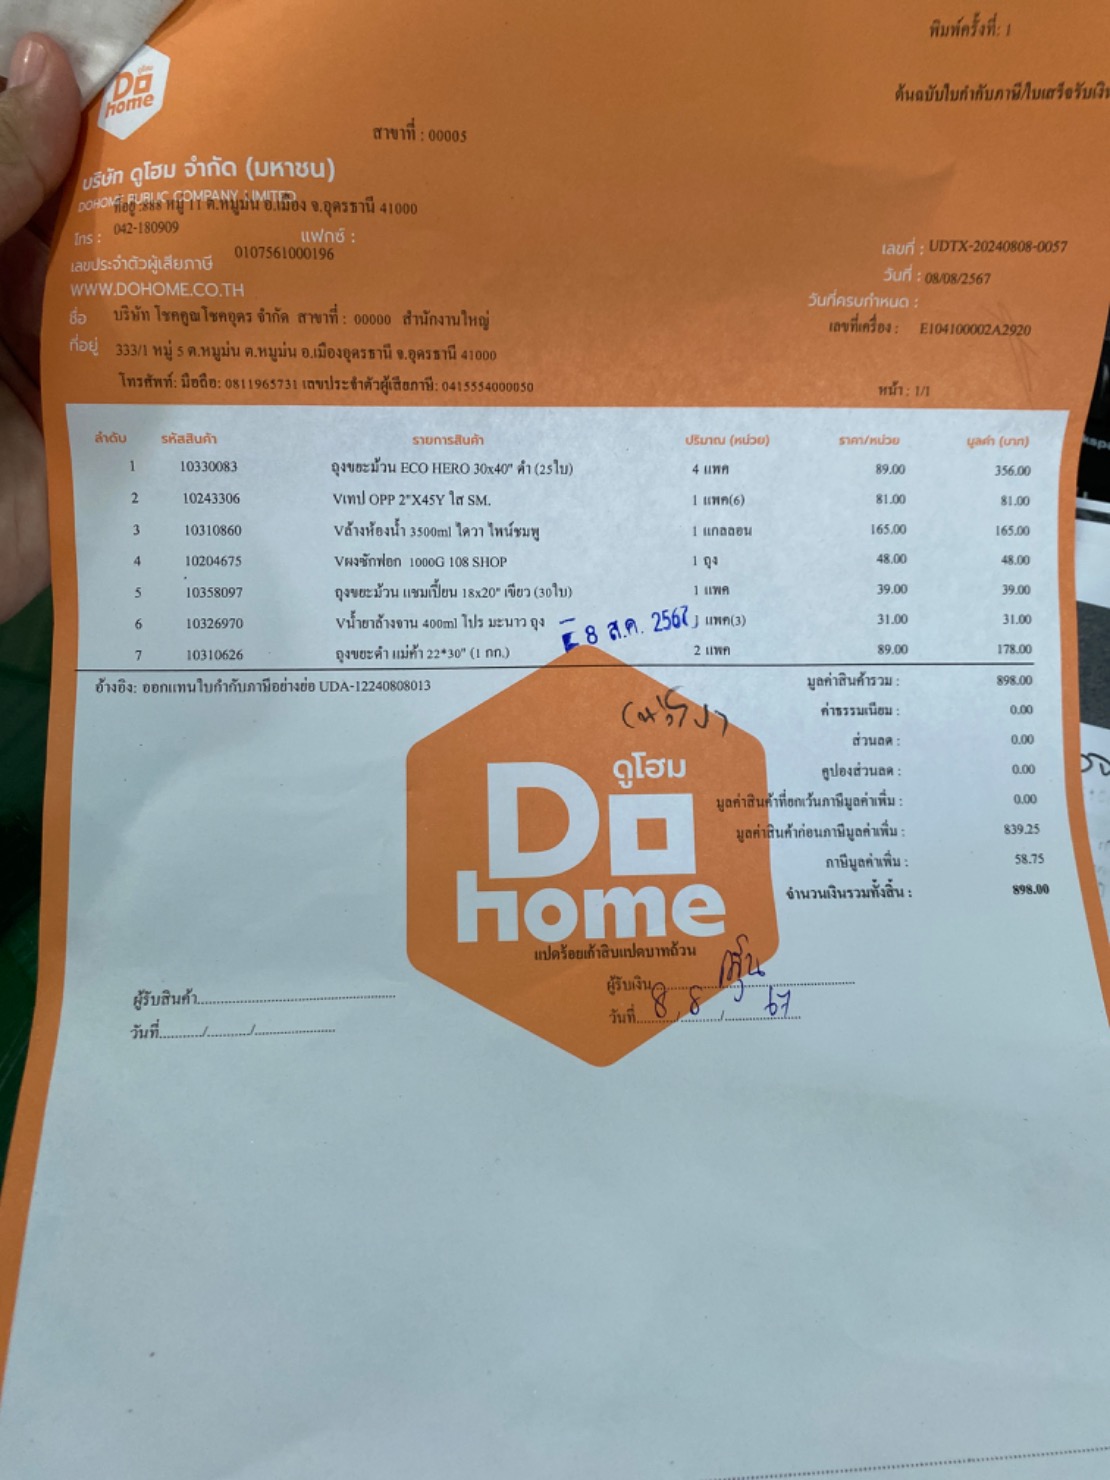 พิมพ์ครั้งที่: 1
ต้นฉบับใบกำกับภาษี/ใบเสร็จรับเงิน
ดูโฮม
Do
home
สาขาที่ : 00005
บริษัท ดูโฮม จำกัด (มหาชน)
DOHOME PUBLIC COMPANY LIMITED
ที่อยู่ :888 หมู่ 11 ต.หมูม่น อ.เมือง จ.อุดรธานี 41000
โทร : 042-180909 แฟกซ์ :
เลขประจำตัวผู้เสียภาษี 0107561000196
WWW.DOHOME.CO.TH
เลขที่ : UDTX-20240808-0057
วันที่ : 08/08/2567
วันที่ครบกำหนด :
เลขที่เครื่อง : E104100002A2920
ชื่อ บริษัท โชคคูณโชคอุดร จำกัด สาขาที่ : 00000 สำนักงานใหญ่
ที่อยู่ 333/1 หมู่ 5 ต.หมูม่น ต.หมูม่น อ.เมืองอุดรธานี จ.อุดรธานี 41000
โทรศัพท์: มือถือ: 0811965731 เลขประจำตัวผู้เสียภาษี: 0415554000050
หน้า : 1/1
ลำดับ รหัสสินค้า รายการสินค้า ปริมาณ (หน่วย) ราคา/หน่วย มูลค่า (บาท)
1 10330083 ถุงขยะม้วน ECO HERO 30x40" ดำ (25ใบ) 4 แพค 89.00 356.00
2 10243306 Vเทป OPP 2"X45Y ใส SM. 1 แพค(6) 81.00 81.00
3 10310860 Vล้างห้องน้ำ 3500ml ไดวา ไพน์ชมพู 1 แกลลอน 165.00 165.00
4 10204675 Vผงซักฟอก 1000G 108 SHOP 1 ถุง 48.00 48.00
5 10358097 ถุงขยะม้วน แชมเปี้ยน 18x20" เขียว (30ใบ) 1 แพค 39.00 39.00
6 10326970 Vน้ำยาล้างจาน 400ml โปร มะนาว ถุง 1 แพค(3) 31.00 31.00
8 ส.ค. 2567
7 10310626 ถุงขยะดำ แม่ค้า 22*30" (1 กก.) 2 แพค 89.00 178.00
อ้างอิง: ออกแทนใบกำกับภาษีอย่างย่อ UDA-12240808013
มูลค่าสินค้ารวม : 898.00
ค่าธรรมเนียม : 0.00
ส่วนลด : 0.00
คูปองส่วนลด : 0.00
มูลค่าสินค้าที่ยกเว้นภาษีมูลค่าเพิ่ม : 0.00
มูลค่าสินค้าก่อนภาษีมูลค่าเพิ่ม : 839.25
ภาษีมูลค่าเพิ่ม : 58.75
จำนวนเงินรวมทั้งสิ้น : 898.00
ดูโฮม
Do
home
แปดร้อยเก้าสิบแปดบาทถ้วน
ผู้รับสินค้า
วันที่......../......../........
ผู้รับเงิน
วันที่ 8 / 8 / 67